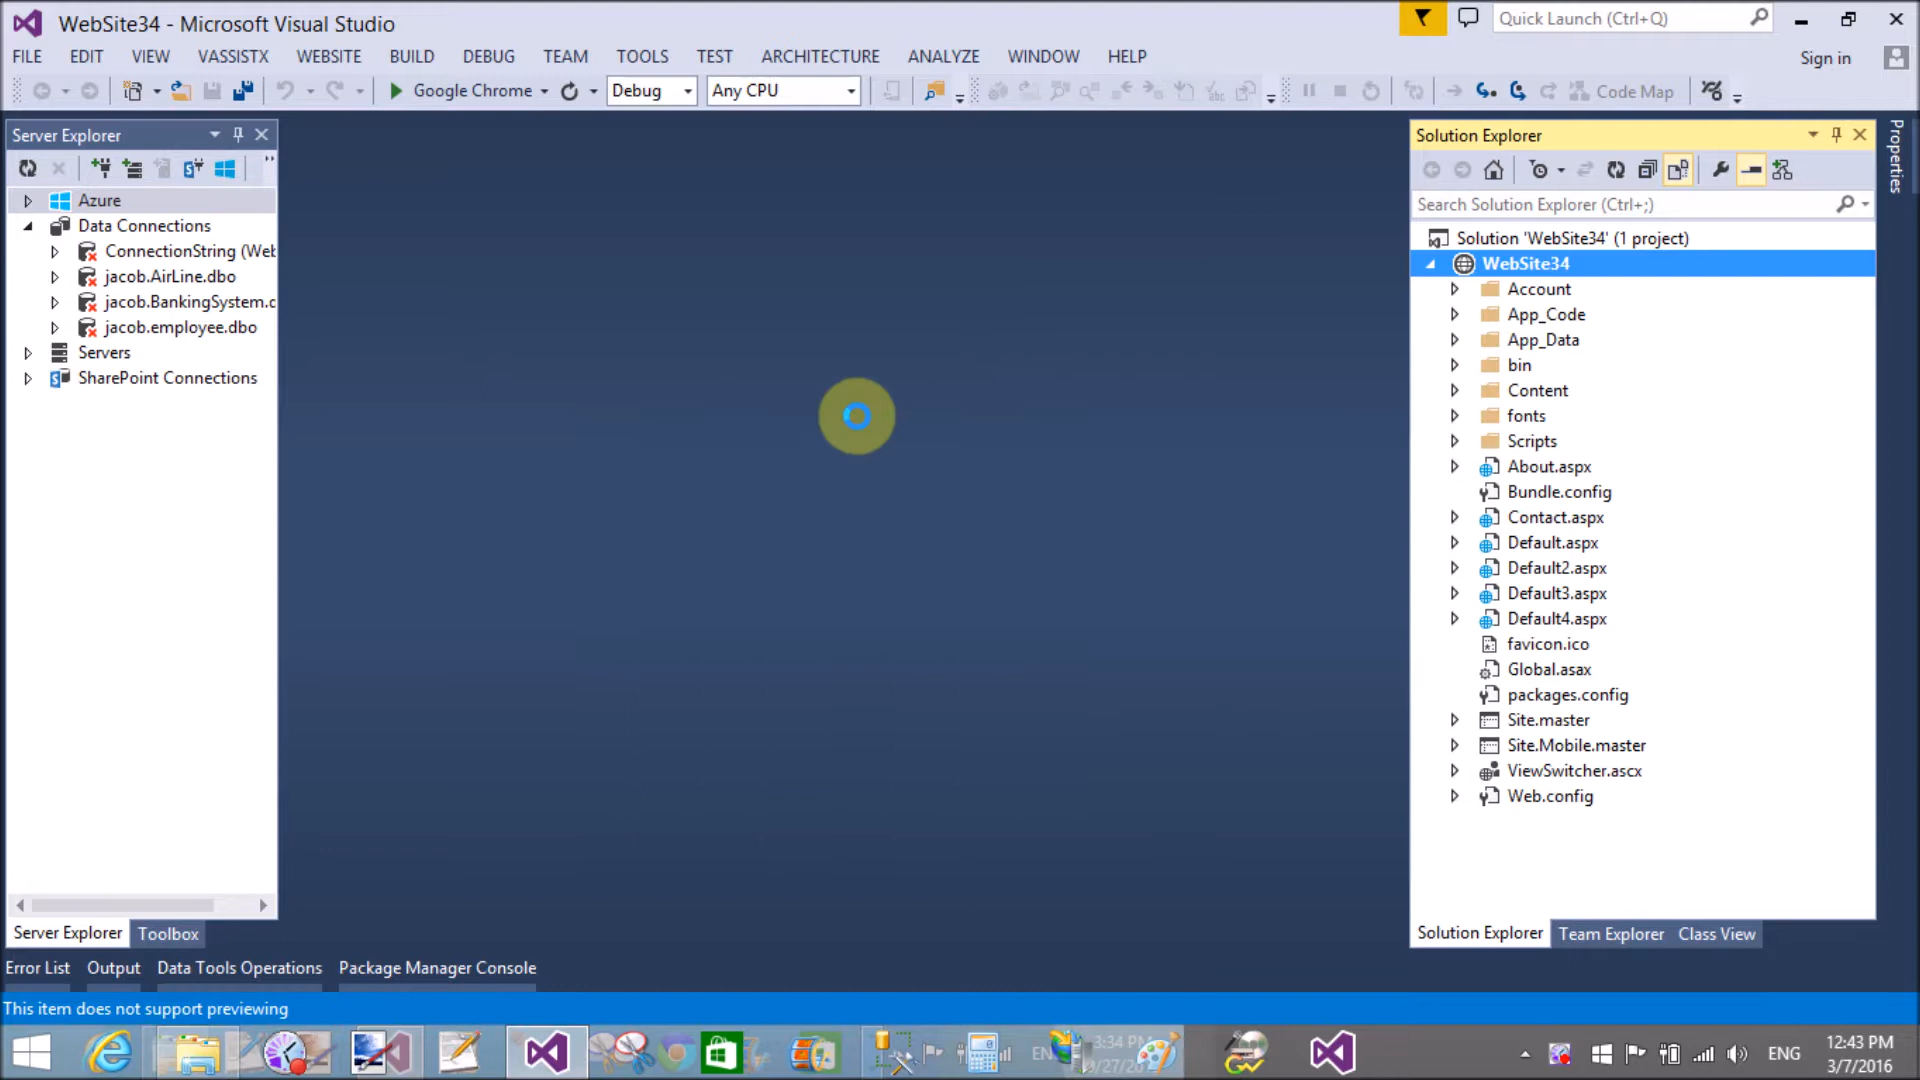 WebSite34 - Microsoft Visual Studio
Quick Launch (Ctrl+Q)
FILE EDIT VIEW VASSISTX WEBSITE BUILD DEBUG TEAM TOOLS TEST ARCHITECTURE ANALYZE WINDOW HELP
Sign in
Google Chrome Debug Any CPU Code Map
Server Explorer
Azure
Data Connections
ConnectionString (Wel
jacob.AirLine.dbo
jacob.BankingSystem.c
jacob.employee.dbo
Servers
SharePoint Connections
Server Explorer Toolbox
Solution Explorer
Search Solution Explorer (Ctrl+;)
Solution 'WebSite34' (1 project)
WebSite34
Account
App_Code
App_Data
bin
Content
fonts
Scripts
About.aspx
Bundle.config
Contact.aspx
Default.aspx
Default2.aspx
Default3.aspx
Default4.aspx
favicon.ico
Global.asax
packages.config
Site.master
Site.Mobile.master
ViewSwitcher.ascx
Web.config
Solution Explorer Team Explorer Class View
Properties
Error List Output Data Tools Operations Package Manager Console
This item does not support previewing
3:34 PM
ENG
12:43 PM
3/7/2016